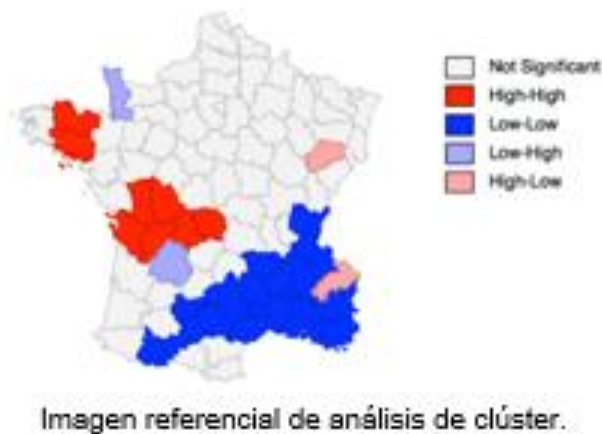 Not Significant
High-High
Low-Low
Low-High
High-Low
Imagen referencial de análisis de clúster.